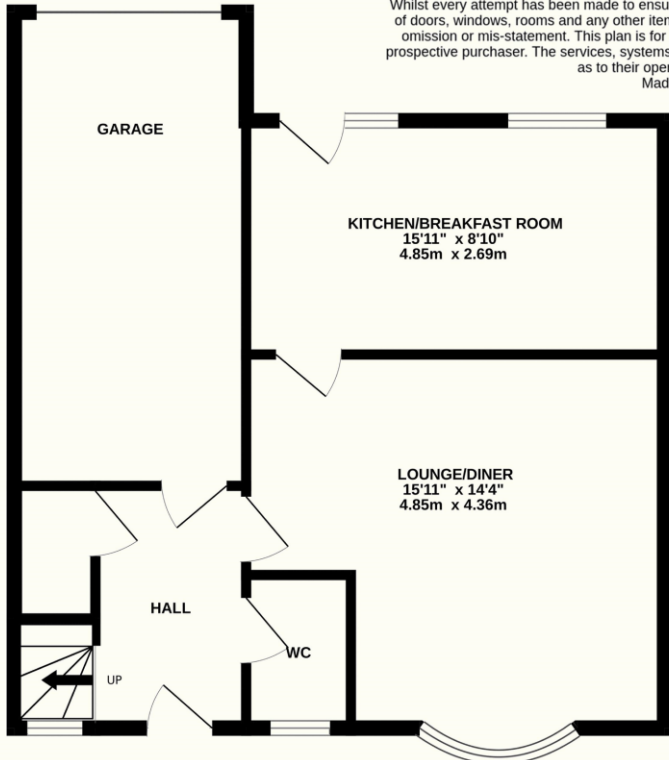 Whilst every attempt has been made to ensu
of doors, windows, rooms and any other iter
omission or mis-statement. This plan is for
prospective purchaser. The services, systems
as to their oper
Mad
GARAGE
KITCHEN/BREAKFAST ROOM
15'11" x 8'10"
4.85m x 2.69m
LOUNGE/DINER
15'11" x 14'4"
4.85m x 4.36m
HALL
WC
UP